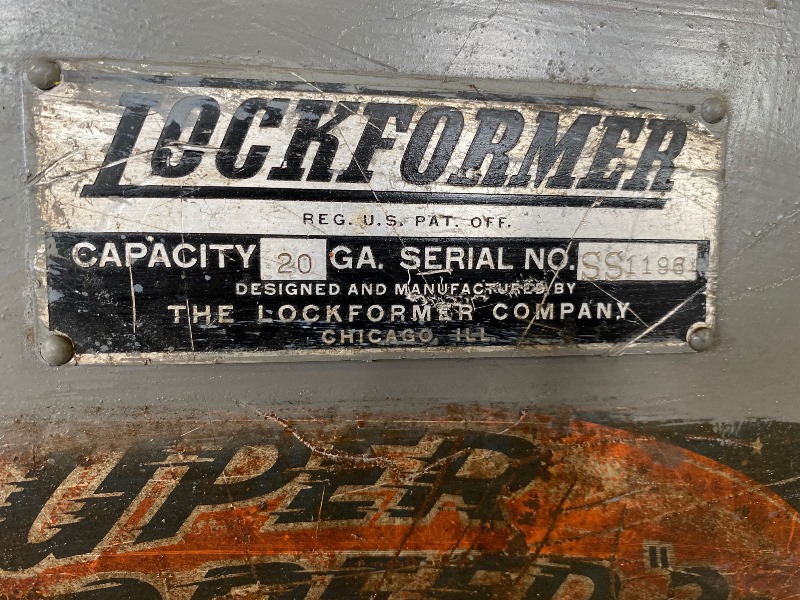 LOCKFORMER
REG. U.S. PAT. OFF.
CAPACITY 20 GA. SERIAL NO. SS1196
DESIGNED AND MANUFACTURED BY
THE LOCKFORMER COMPANY
CHICAGO, ILL.
UPER